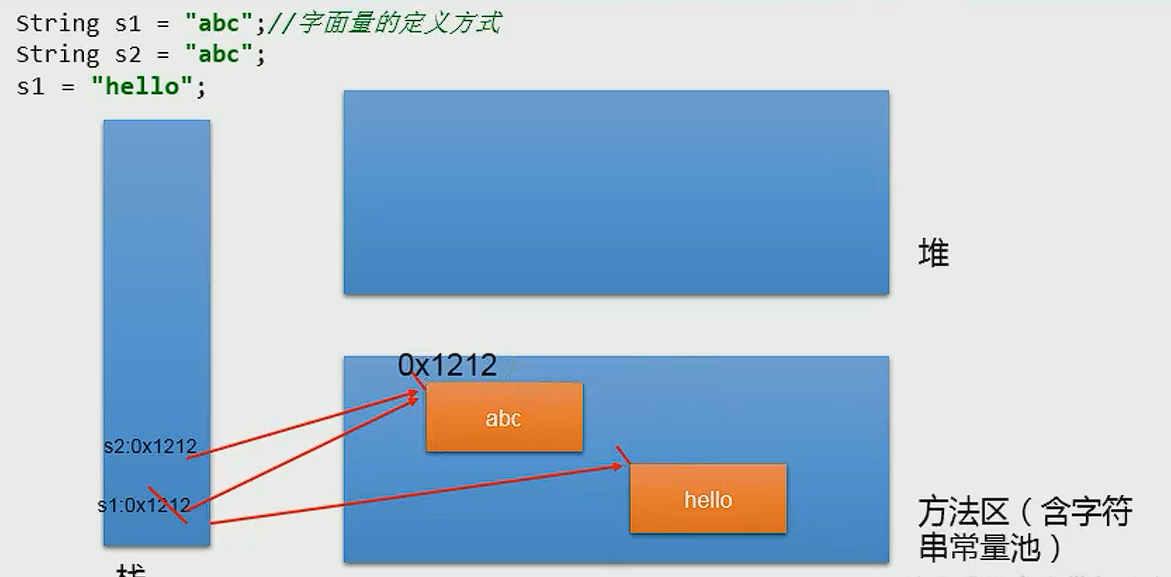 String s1 = "abc";//字面量的定义方式
String s2 = "abc";
s1 = "hello";
堆
0x1212
abc
s2:0x1212
hello
s1:0x1212
方法区（含字符
串常量池）
栈